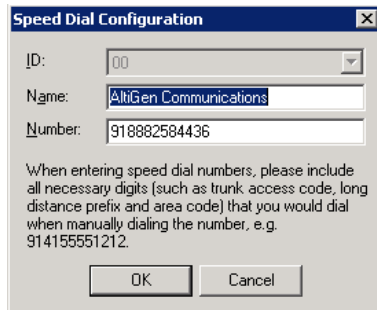 Speed Dial Configuration
ID: 00
Name: AltiGen Communications
Number: 918882584436
When entering speed dial numbers, please include
all necessary digits (such as trunk access code, long
distance prefix and area code) that you would dial
when manually dialing the number, e.g.
914155551212.
OK Cancel